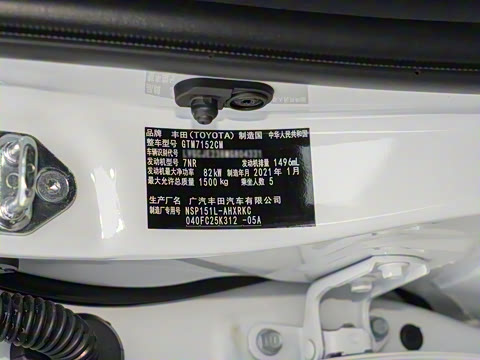 品牌 丰田(TOYOTA) 制造国 中华人民共和国
整车型号 GTM7152CM
车辆识别代号
发动机型号 7NR 发动机排量 1496mL
发动机最大净功率 82kW 制造年月 2021年1月
最大允许总质量 1500kg 乘坐人数 5
生产厂名 广汽丰田汽车有限公司
制造厂专用号 NSP151L-AHXRKC
040FC25K312 -05A